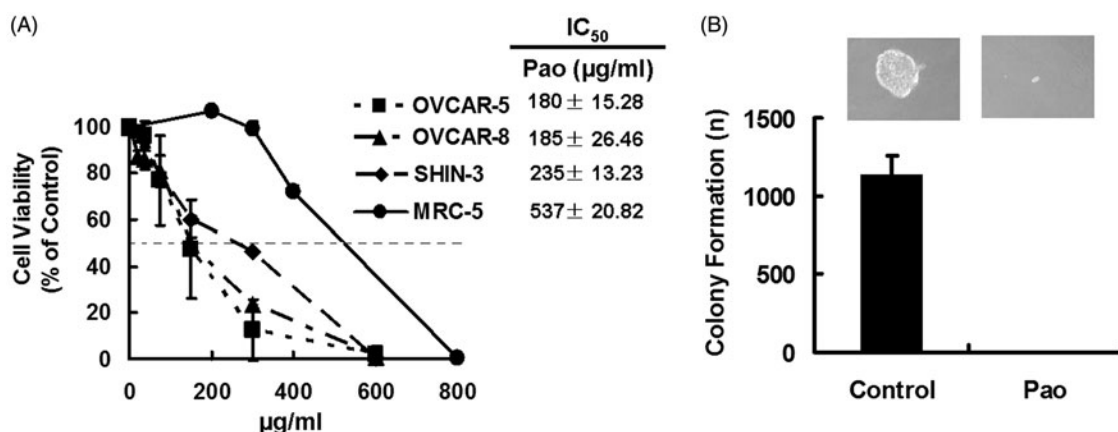 (A)
IC50
Pao (µg/ml)
OVCAR-5 180 ± 15.28
OVCAR-8 185 ± 26.46
SHIN-3 235 ± 13.23
MRC-5 537 ± 20.82
Cell Viability
(% of Control)
100
80
60
40
20
0
0 200 400 600 800
µg/ml
(B)
Colony Formation (n)
1500
1000
500
0
Control Pao